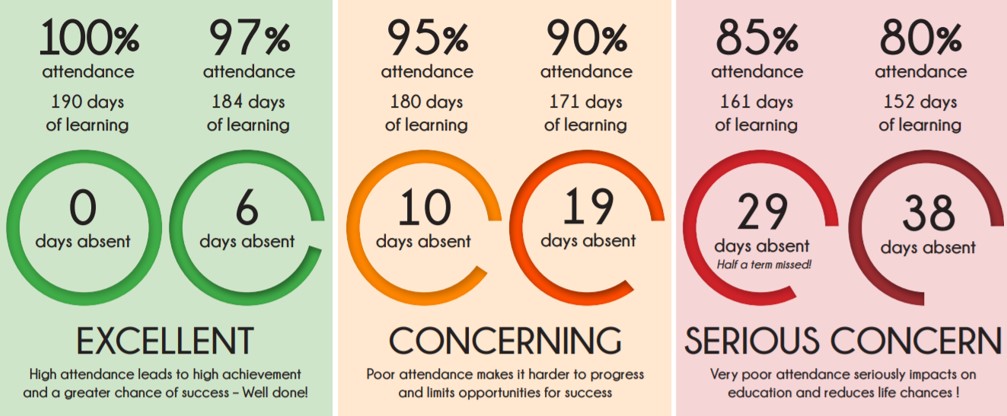 100%
attendance
190 days
of learning
0
days absent
97%
attendance
184 days
of learning
6
days absent
EXCELLENT
High attendance leads to high achievement
and a greater chance of success – Well done!
95%
attendance
180 days
of learning
10
days absent
90%
attendance
171 days
of learning
19
days absent
CONCERNING
Poor attendance makes it harder to progress
and limits opportunities for success
85%
attendance
161 days
of learning
29
days absent
Half a term missed!
80%
attendance
152 days
of learning
38
days absent
SERIOUS CONCERN
Very poor attendance seriously impacts on
education and reduces life chances !